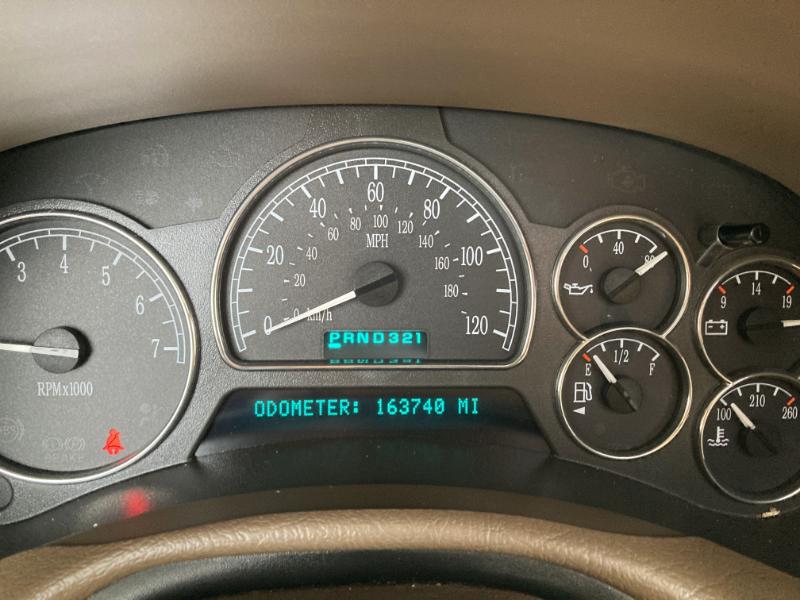 3 4 5 6 7
RPMx1000
BRAKE
0 20 40 60 80 100 120
MPH
0 20 40 60 80 100 120 140 160 180
km/h
PRND321
ODOMETER: 163740 MI
0 40 80
E 1/2 F
9 14 19
100 210 260